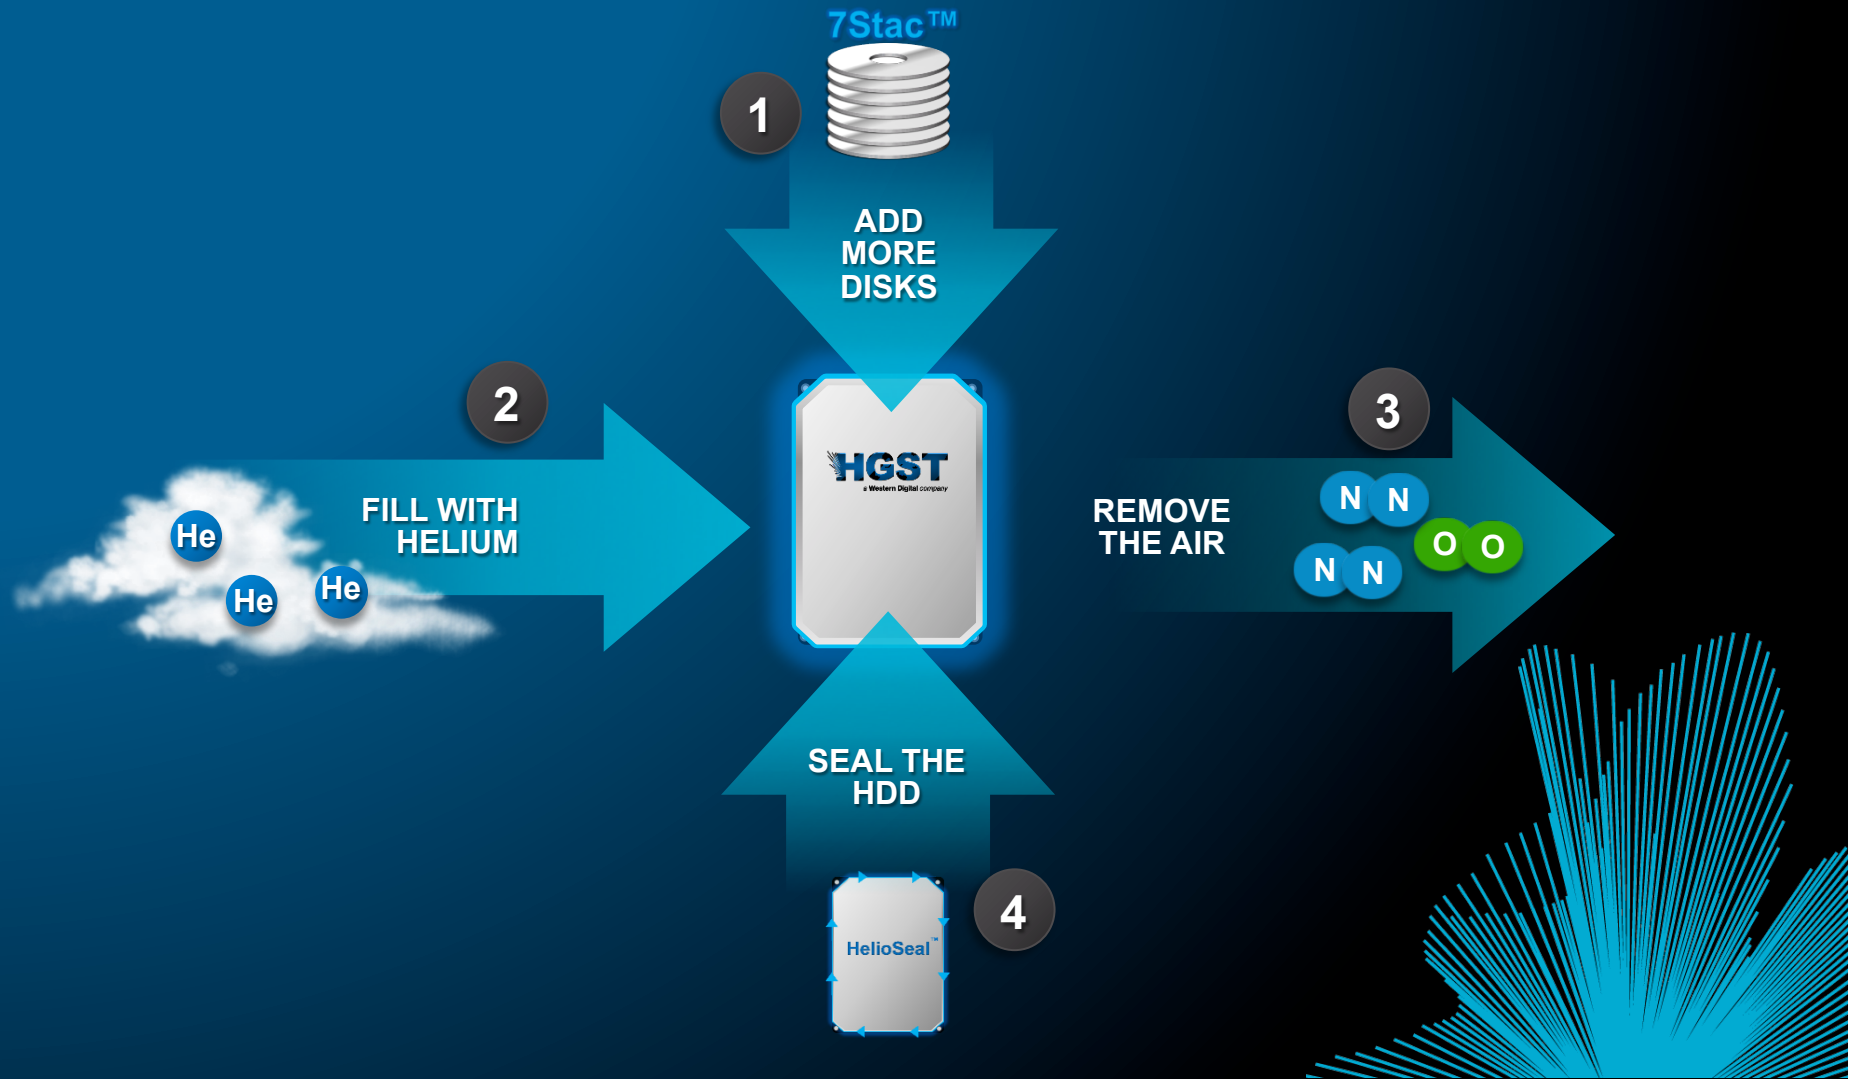 7Stac™
1
ADD
MORE
DISKS
2
FILL WITH
HELIUM
He
He
He
HGST
a Western Digital company
3
REMOVE
THE AIR
N N
O O
N N
SEAL THE
HDD
4
HelioSeal™